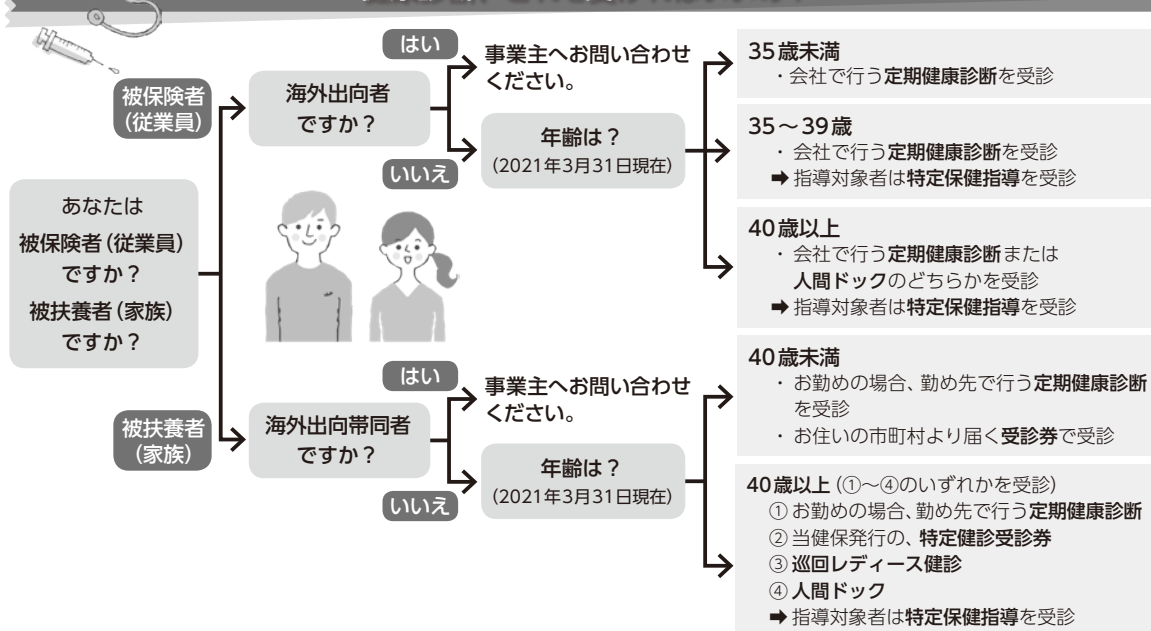 あなたは
被保険者(従業員)
ですか？
被扶養者(家族)
ですか？
被保険者
(従業員)
海外出向者
ですか？
はい
事業主へお問い合わせ
ください。
いいえ
年齢は？
(2021年3月31日現在)
35歳未満
・会社で行う定期健康診断を受診
35～39歳
・会社で行う定期健康診断を受診
➡指導対象者は特定保健指導を受診
40歳以上
・会社で行う定期健康診断または
人間ドックのどちらかを受診
➡指導対象者は特定保健指導を受診
被扶養者
(家族)
海外出向帯同者
ですか？
はい
事業主へお問い合わせ
ください。
いいえ
年齢は？
(2021年3月31日現在)
40歳未満
・お勤めの場合、勤め先で行う定期健康診断
を受診
・お住いの市町村より届く受診券で受診
40歳以上(①～④のいずれかを受診)
①お勤めの場合、勤め先で行う定期健康診断
②当健保発行の、特定健診受診券
③巡回レディース健診
④人間ドック
➡指導対象者は特定保健指導を受診